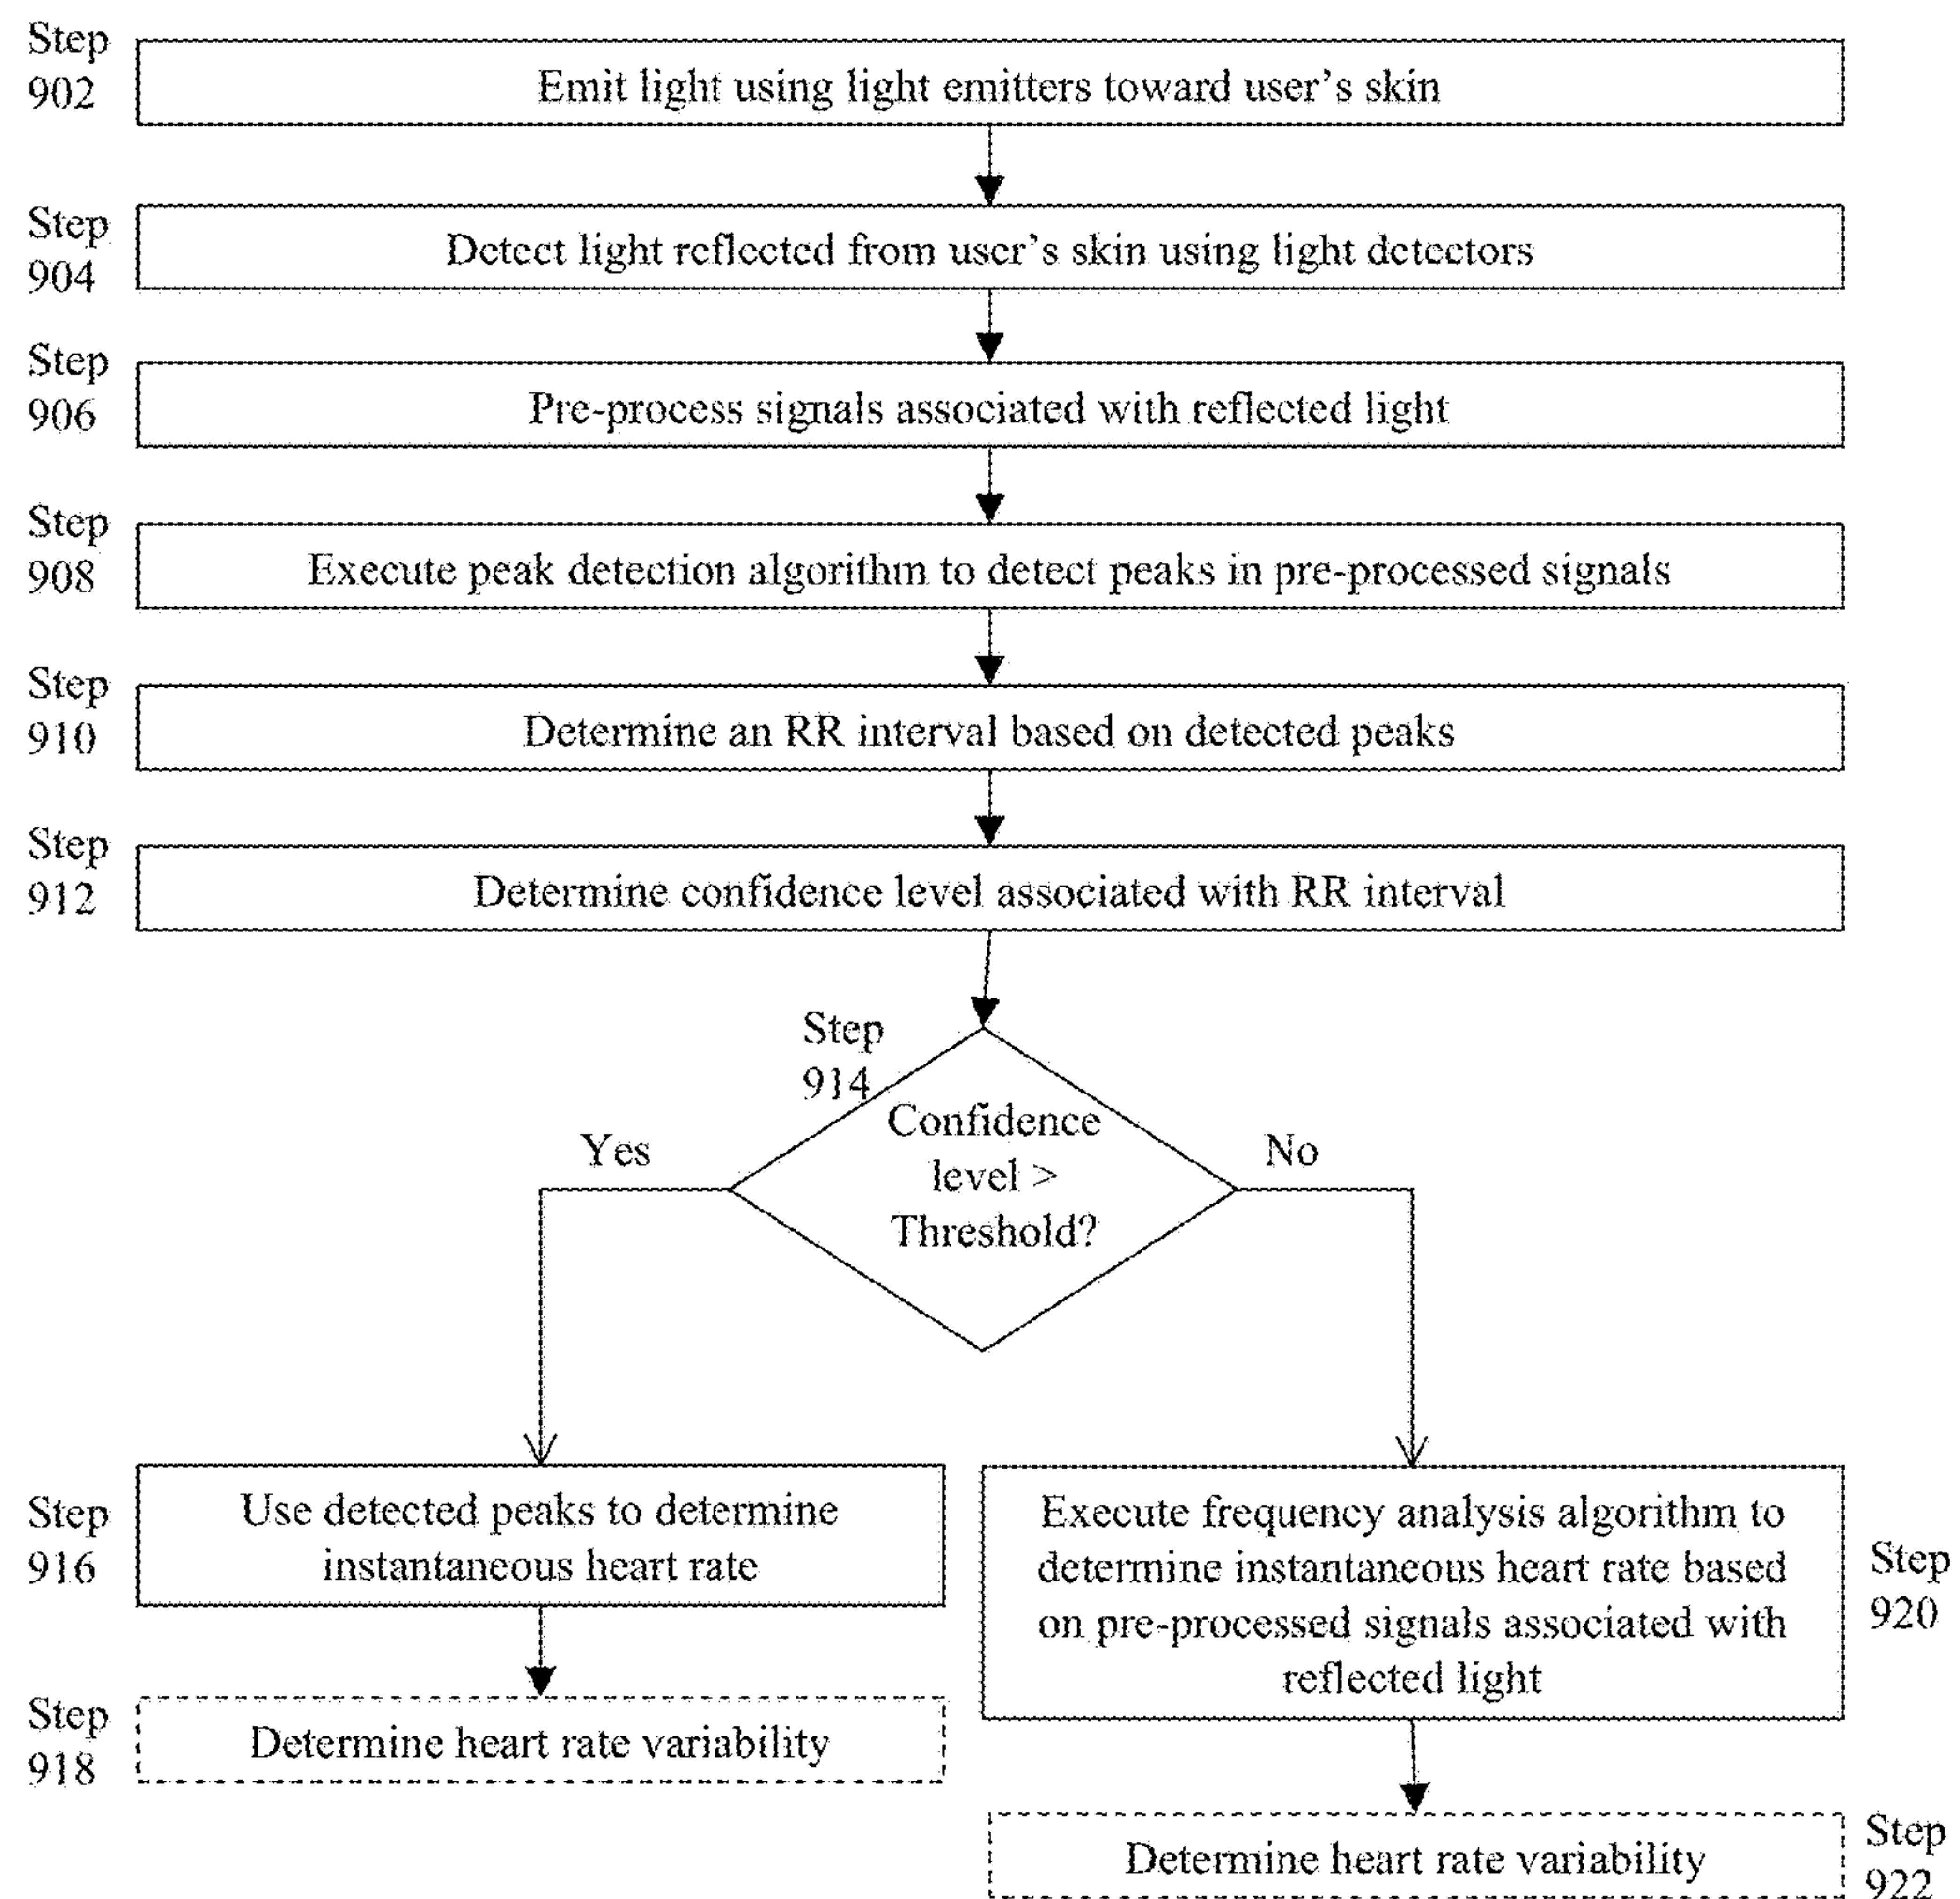 Step
902
Emit light using light emitters toward user's skin
Step
904
Detect light reflected from user's skin using light detectors
Step
906
Pre-process signals associated with reflected light
Step
908
Execute peak detection algorithm to detect peaks in pre-processed signals
Step
910
Determine an RR interval based on detected peaks
Step
912
Determine confidence level associated with RR interval
Step
914
Confidence
level >
Threshold?
Yes
No
Step
916
Use detected peaks to determine
instantaneous heart rate
Execute frequency analysis algorithm to
determine instantaneous heart rate based
on pre-processed signals associated with
reflected light
Step
920
Step
918
Determine heart rate variability
Determine heart rate variability
Step
922